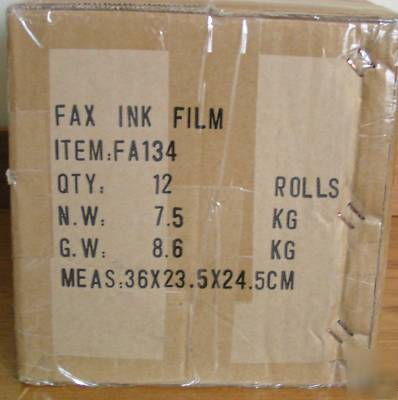 FAX INK FILM
ITEM:FA134
QTY: 12 ROLLS
N.W: 7.5 KG
G.W: 8.6 KG
MEAS:36X23.5X24.5CM